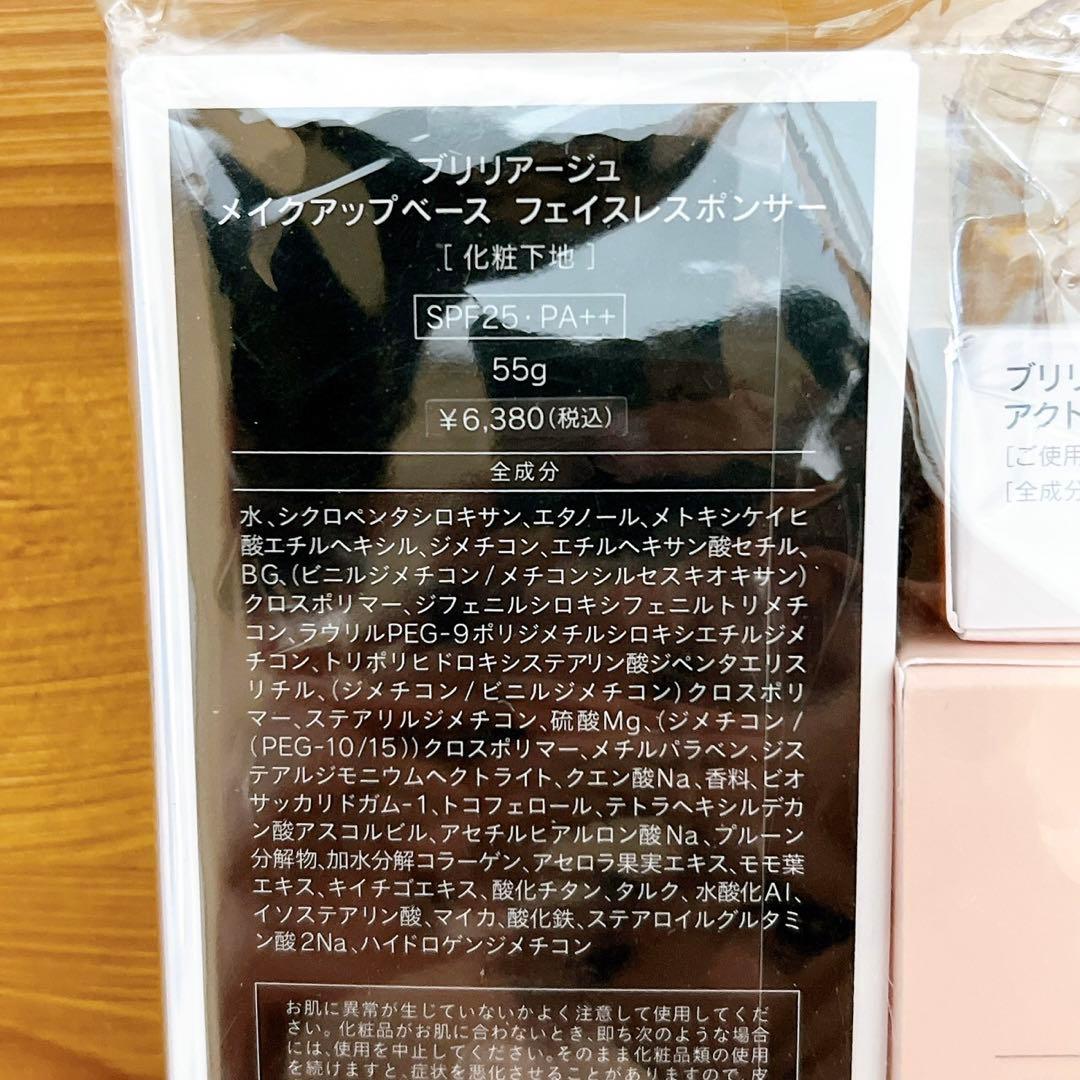 ブリリアージュ
メイクアップベース フェイスレスポンサー
[ 化粧下地 ]
SPF25・PA++
55g
¥6,380(税込)
全成分
水、シクロペンタシロキサン、エタノール、メトキシケイヒ
酸エチルヘキシル、ジメチコン、エチルヘキサン酸セチル、
BG、(ビニルジメチコン/メチコンシルセスキオキサン)
クロスポリマー、ジフェニルシロキシフェニルトリメチ
コン、ラウリルPEG-9ポリジメチルシロキシエチルジメ
チコン、トリポリヒドロキシステアリン酸ジペンタエリス
リチル、(ジメチコン/ビニルジメチコン)クロスポリ
マー、ステアリルジメチコン、硫酸Mg、(ジメチコン/
(PEG-10/15))クロスポリマー、メチルパラベン、ジス
テアルジモニウムヘクトライト、クエン酸Na、香料、ビオ
サッカリドガム-1、トコフェロール、テトラヘキシルデカ
ン酸アスコルビル、アセチルヒアルロン酸Na、プルーン
分解物、加水分解コラーゲン、アセロラ果実エキス、モモ葉
エキス、キイチゴエキス、酸化チタン、タルク、水酸化Al、
イソステアリン酸、マイカ、酸化鉄、ステアロイルグルタミ
ン酸2Na、ハイドロゲンジメチコン
お肌に異常が生じていないかよく注意して使用してくだ
さい。化粧品がお肌に合わないとき、即ち次のような場合
には、使用を中止してください。そのまま化粧品類の使用
を続けますと、症状を悪化させることがありますので、皮
ブリリ
アクト
[ご使用
[全成分